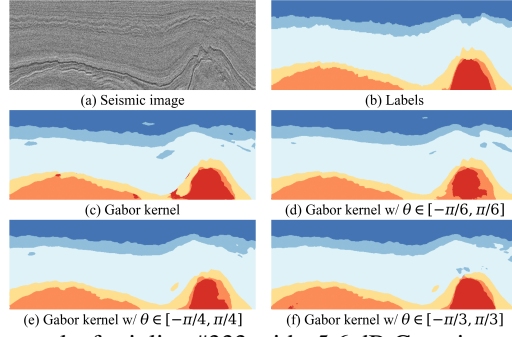 (a) Seismic image
(b) Labels
(c) Gabor kernel
(d) Gabor kernel w/ θ ∈ [−π/6, π/6]
(e) Gabor kernel w/ θ ∈ [−π/4, π/4]
(f) Gabor kernel w/ θ ∈ [−π/3, π/3]